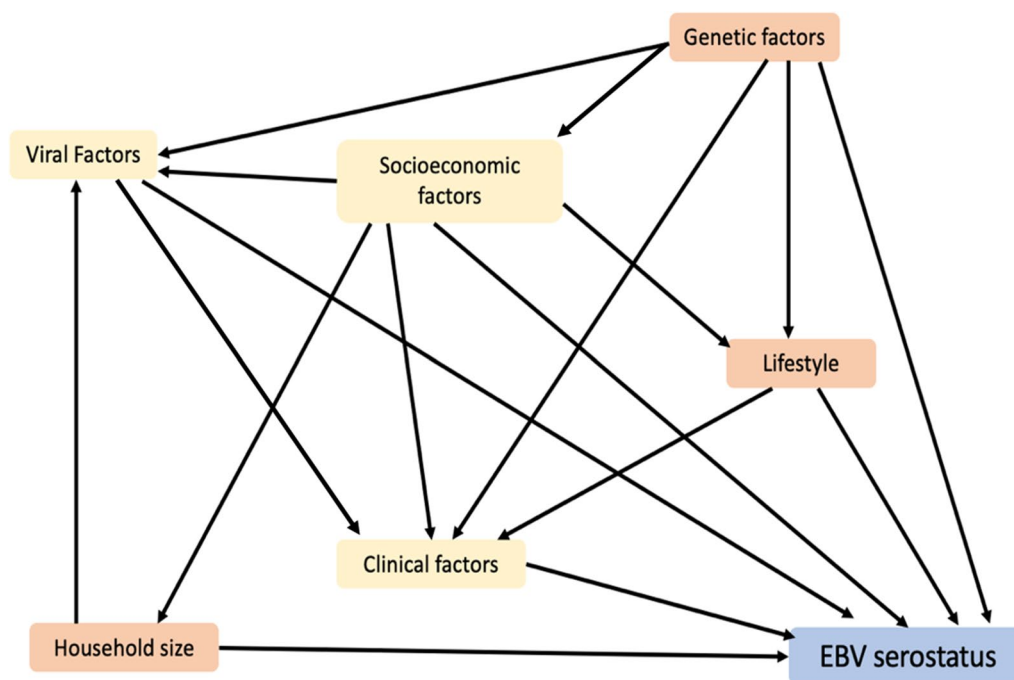 Genetic factors
Viral Factors
Socioeconomic
factors
Lifestyle
Clinical factors
Household size
EBV serostatus